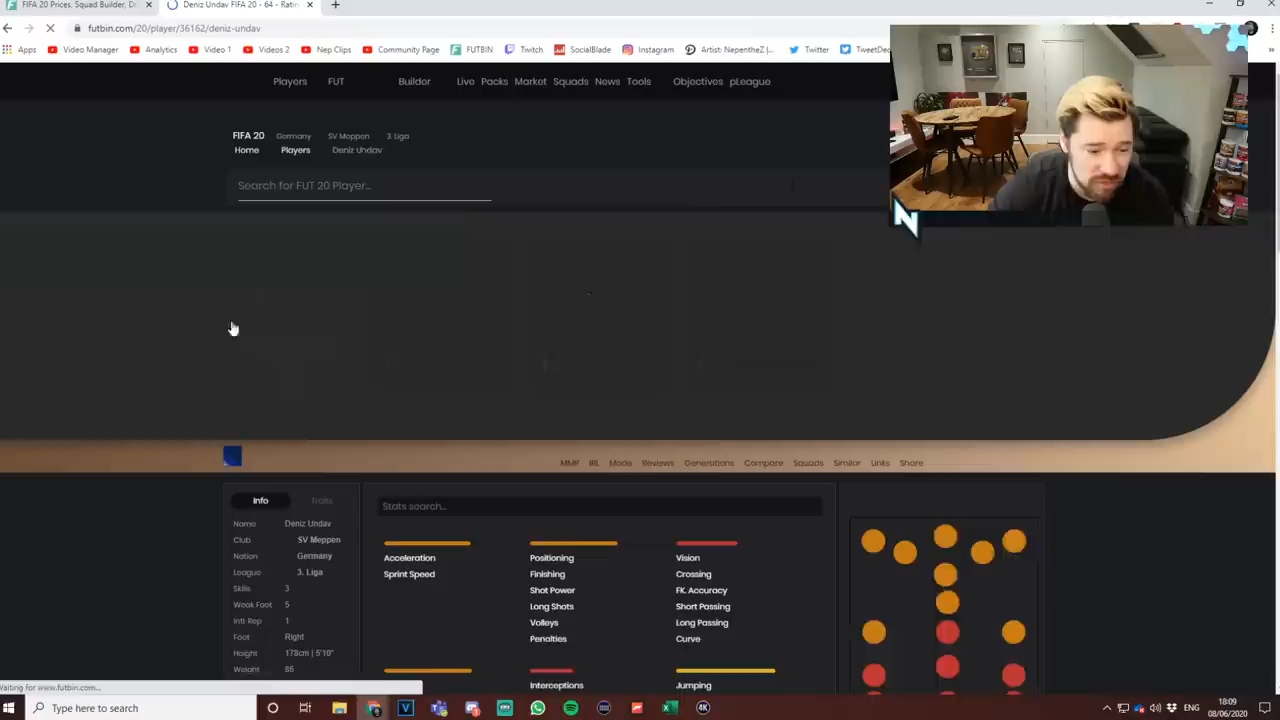 FIFA 20 Prices, Squad Builder, D
Deniz Undav FIFA 20 - 64 - Ratin
futbin.com/20/player/36162/deniz-undav
Apps Video Manager Analytics Video 1 Videos 2 Nep Clips Community Page FUTBIN Twitch SocialBlade Instagram Artist: NepentheZ |... Twitter TweetDec
Players FUT Builder Live Packs Market Squads News Tools Objectives pLeague
FIFA 20 Germany SV Meppen 3. Liga
Home Players Deniz Undav
Search for FUT 20 Player...
N
MMP IRL Mode Reviews Generations Compare Squads Similar Links Share
Info Traits
Stats search...
Name Deniz Undav
Club SV Meppen
Nation Germany
League 3. Liga
Skills 3
Weak Foot 5
Intl Rep 1
Foot Right
Height 178cm | 5'10"
Weight 86
Acceleration
Sprint Speed
Positioning
Finishing
Shot Power
Long Shots
Volleys
Penalties
Vision
Crossing
FK. Accuracy
Short Passing
Long Passing
Curve
Interceptions
Jumping
Waiting for www.futbin.com...
Type here to search
ENG
18:09
08/06/2020